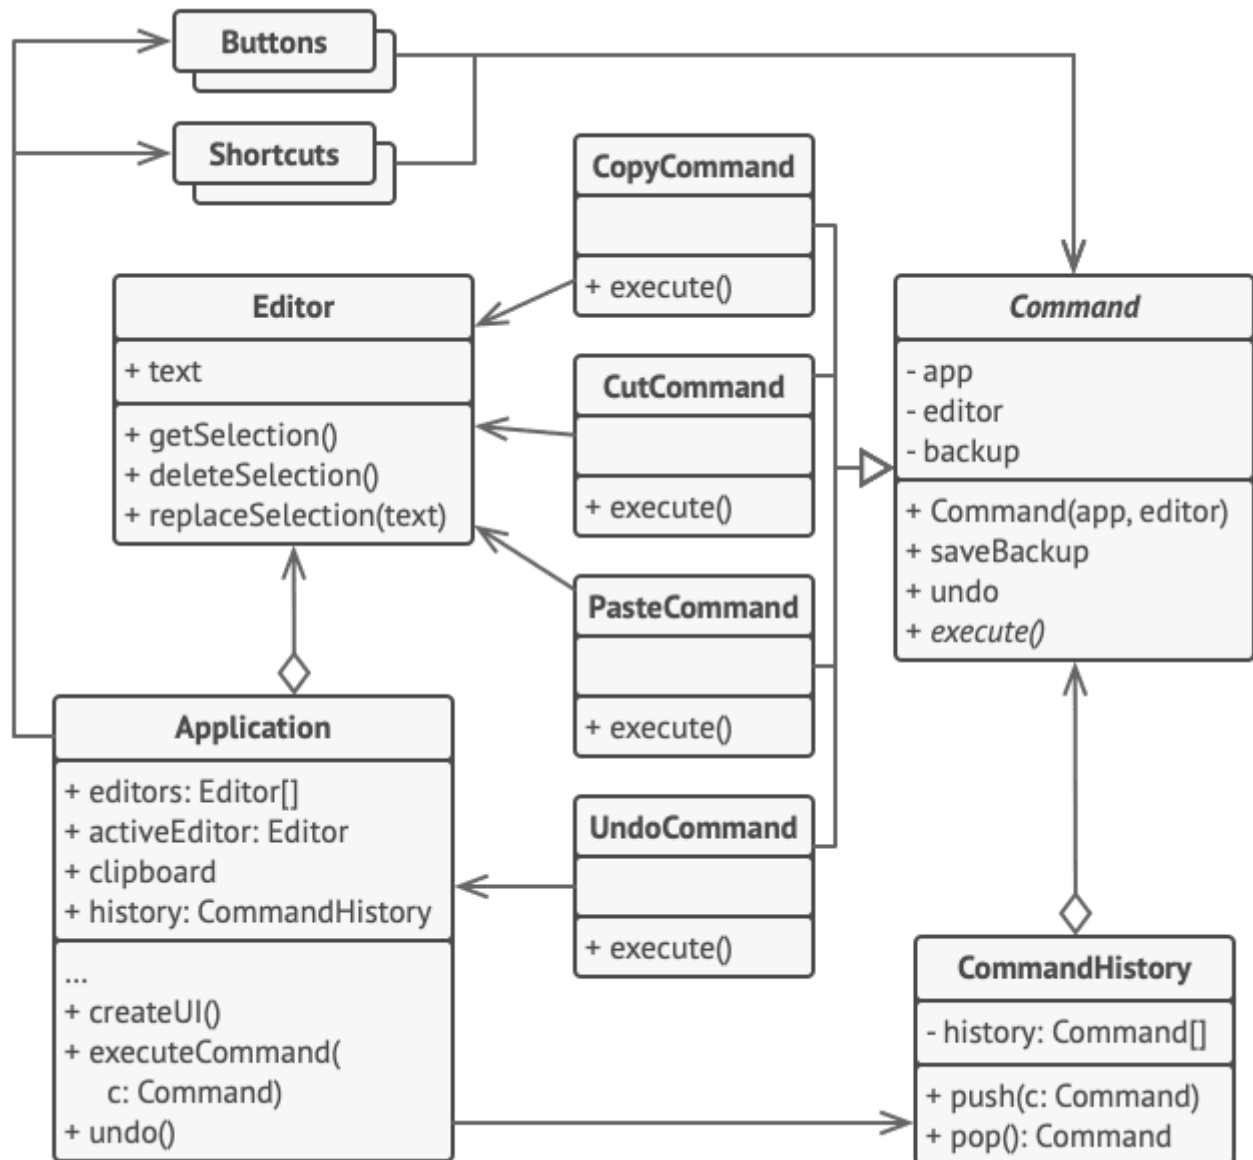 Buttons
Shortcuts
CopyCommand
+ execute()
Editor
+ text
+ getSelection()
+ deleteSelection()
+ replaceSelection(text)
CutCommand
+ execute()
Command
- app
- editor
- backup
+ Command(app, editor)
+ saveBackup
+ undo
+ execute()
PasteCommand
+ execute()
Application
+ editors: Editor[]
+ activeEditor: Editor
+ clipboard
+ history: CommandHistory
...
+ createUI()
+ executeCommand(
c: Command)
+ undo()
UndoCommand
+ execute()
CommandHistory
- history: Command[]
+ push(c: Command)
+ pop(): Command